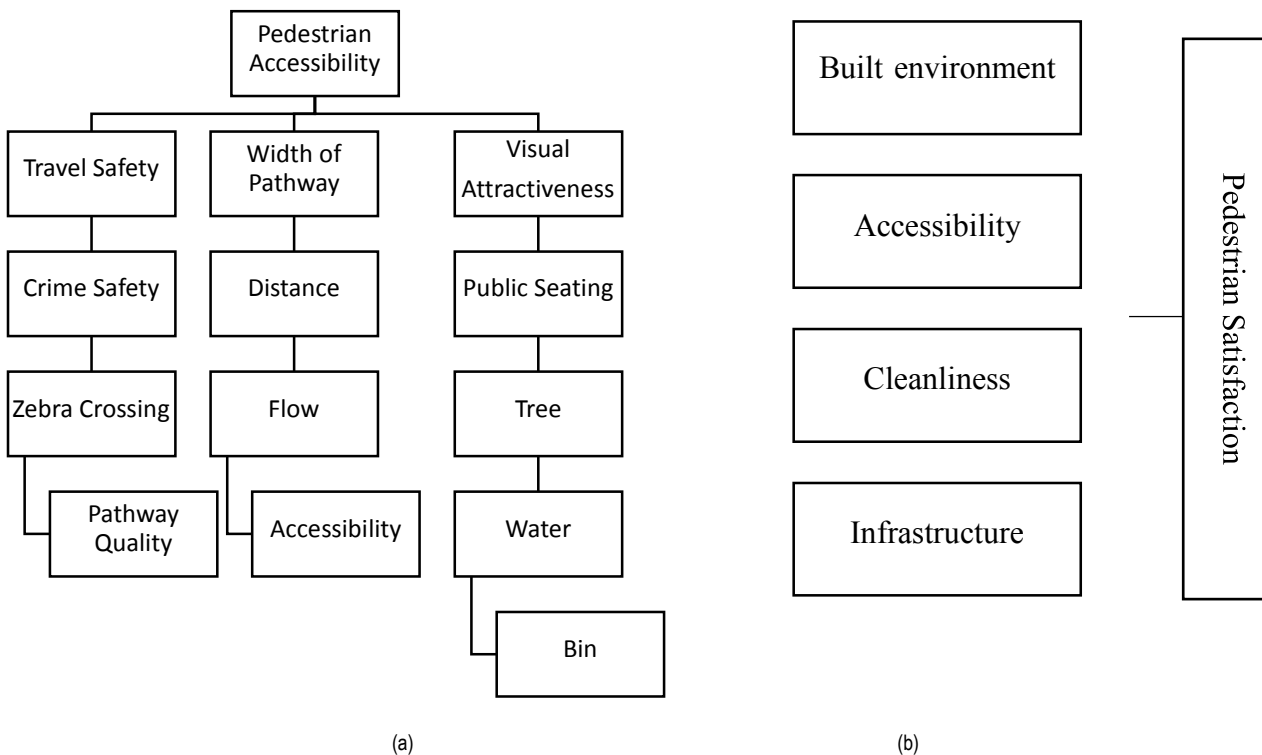 Pedestrian
Accessibility
Travel Safety
Crime Safety
Zebra Crossing
Pathway
Quality
Width of
Pathway
Distance
Flow
Accessibility
Visual
Attractiveness
Public Seating
Tree
Water
Bin
(a)
Built environment
Accessibility
Cleanliness
Infrastructure
Pedestrian Satisfaction
(b)